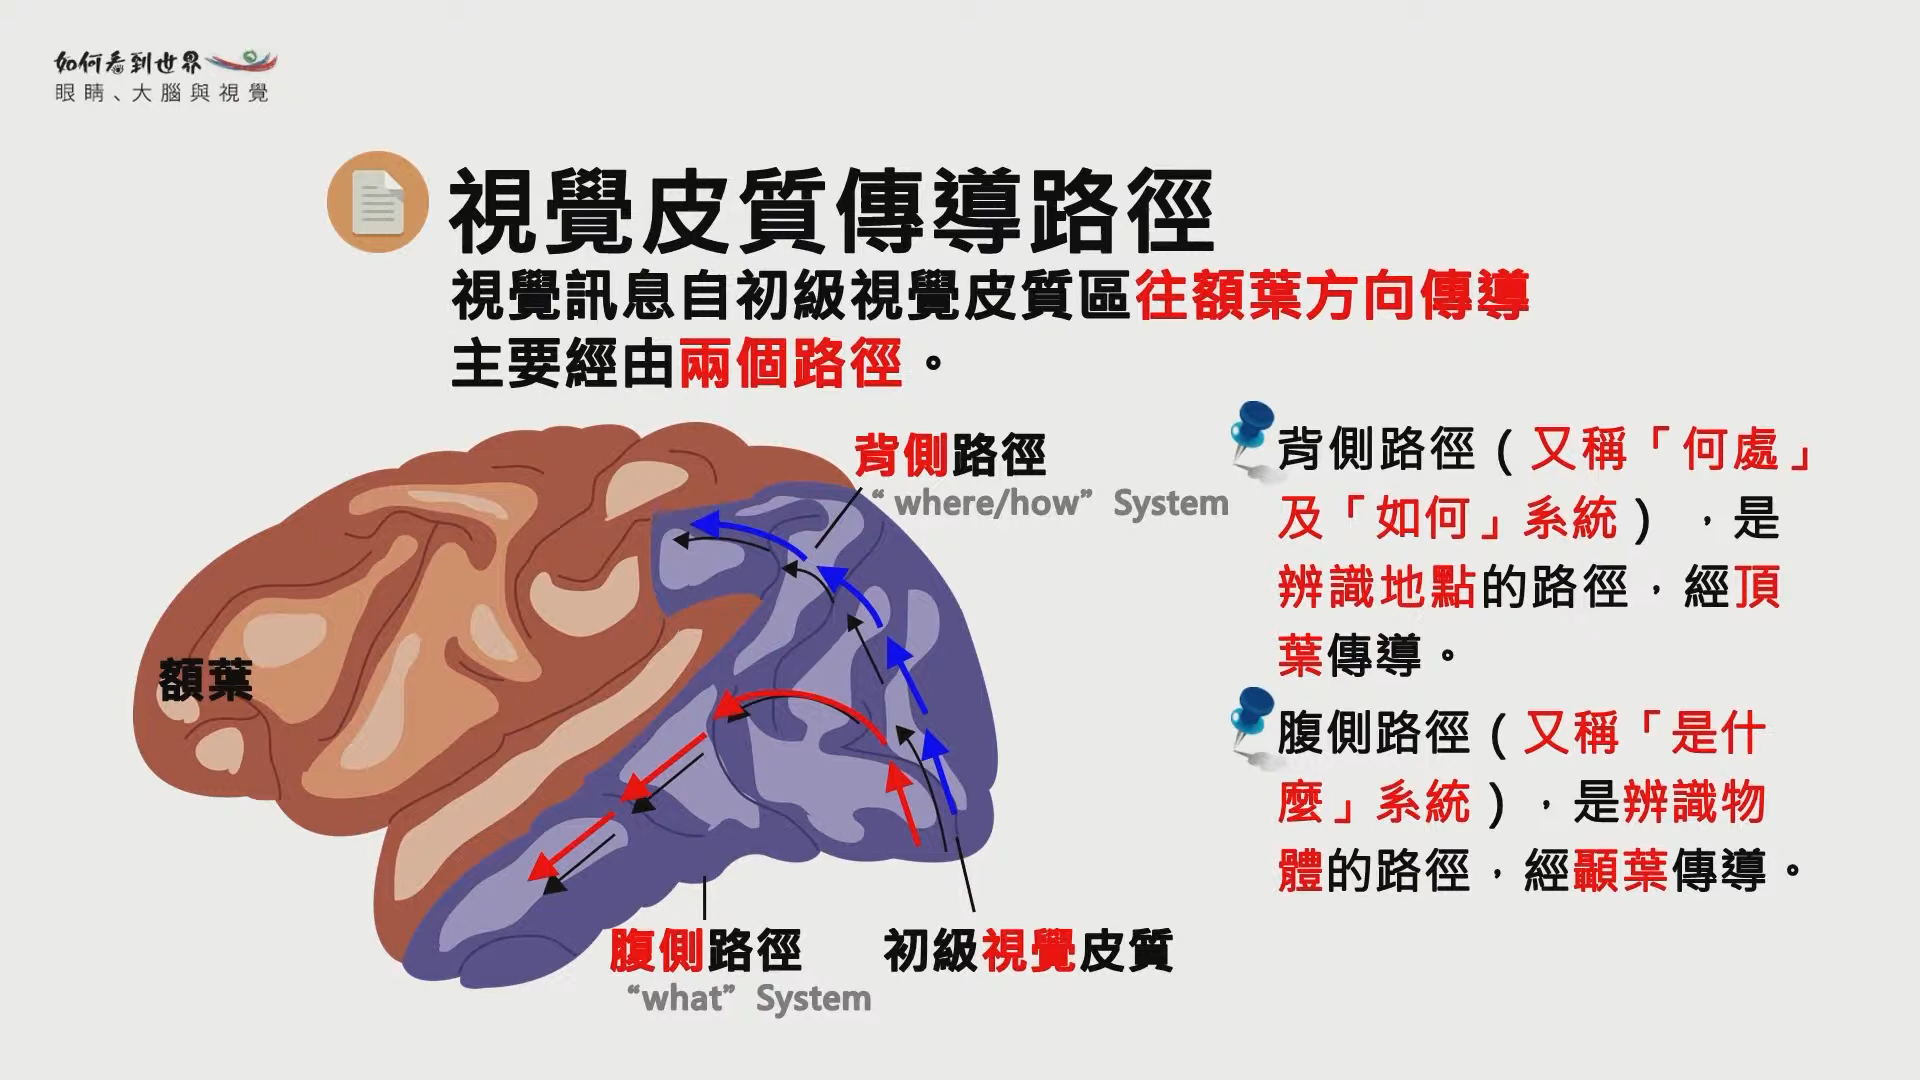 如何看到世界
眼睛、大腦與視覺
視覺皮質傳導路徑
視覺訊息自初級視覺皮質區往額葉方向傳導
主要經由兩個路徑。
背側路徑
“where/how” System
額葉
腹側路徑
“what” System
初級視覺皮質
背側路徑(又稱「何處」
及「如何」系統),是
辨識地點的路徑,經頂
葉傳導。
腹側路徑(又稱「是什
麼」系統),是辨識物
體的路徑,經顳葉傳導。